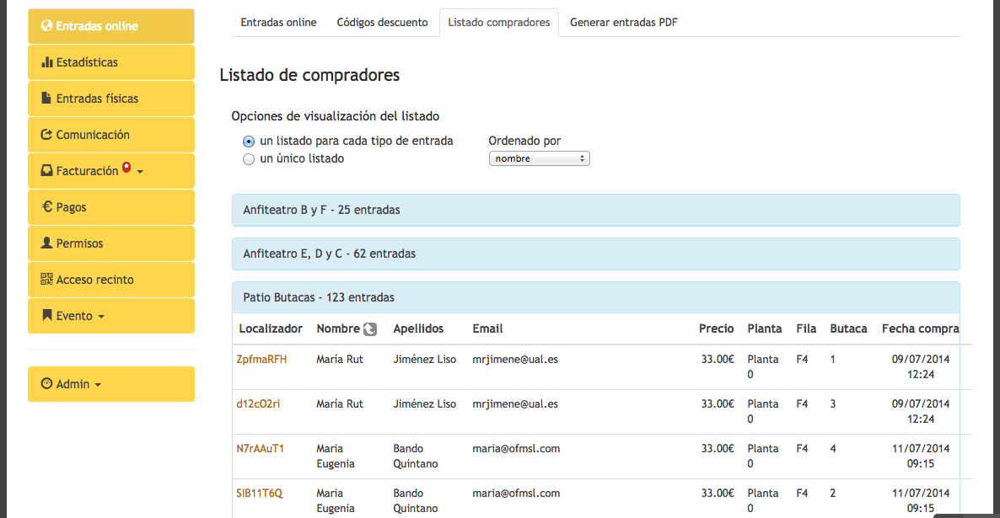 Entradas online
Estadísticas
Entradas físicas
Comunicación
Facturación
€ Pagos
Permisos
Acceso recinto
Evento
Admin
Entradas online Códigos descuento Listado compradores Generar entradas PDF
Listado de compradores
Opciones de visualización del listado
un listado para cada tipo de entrada Ordenado por
un único listado nombre
Anfiteatro B y F - 25 entradas
Anfiteatro E, D y C - 62 entradas
Patio Butacas - 123 entradas
Localizador Nombre Apellidos Email Precio Planta Fila Butaca Fecha compra
ZpfmaRFH María Rut Jiménez Liso mrjimene@ual.es 33.00€ Planta F4 1 09/07/2014
0 12:24
d12cO2ri María Rut Jiménez Liso mrjimene@ual.es 33.00€ Planta F4 3 09/07/2014
0 12:24
N7rAAuT1 Maria Bando maria@ofmsl.com 33.00€ Planta F4 4 11/07/2014
Eugenia Quintano 0 09:15
SlB11T6Q Maria Bando maria@ofmsl.com 33.00€ Planta F4 2 11/07/2014
Eugenia Quintano 0 09:15